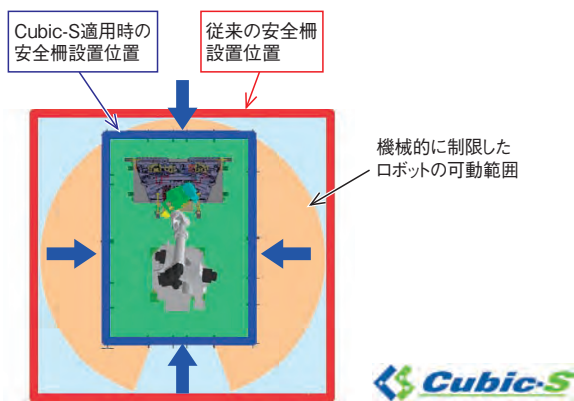 Cubic-S適用時の
安全柵設置位置
従来の安全柵
設置位置
機械的に制限した
ロボットの可動範囲
Cubic-S